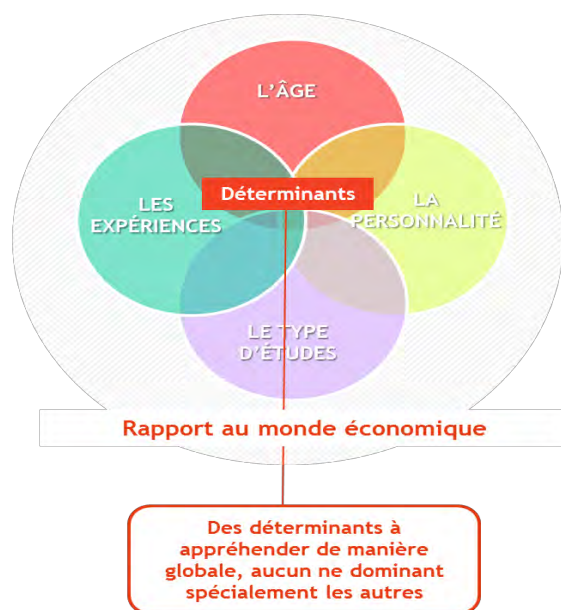 L'ÂGE
Déterminants
LES
EXPÉRIENCES
LA
PERSONNALITÉ
LE TYPE
D'ÉTUDES
Rapport au monde économique
Des déterminants à
appréhender de manière
globale, aucun ne dominant
spécialement les autres